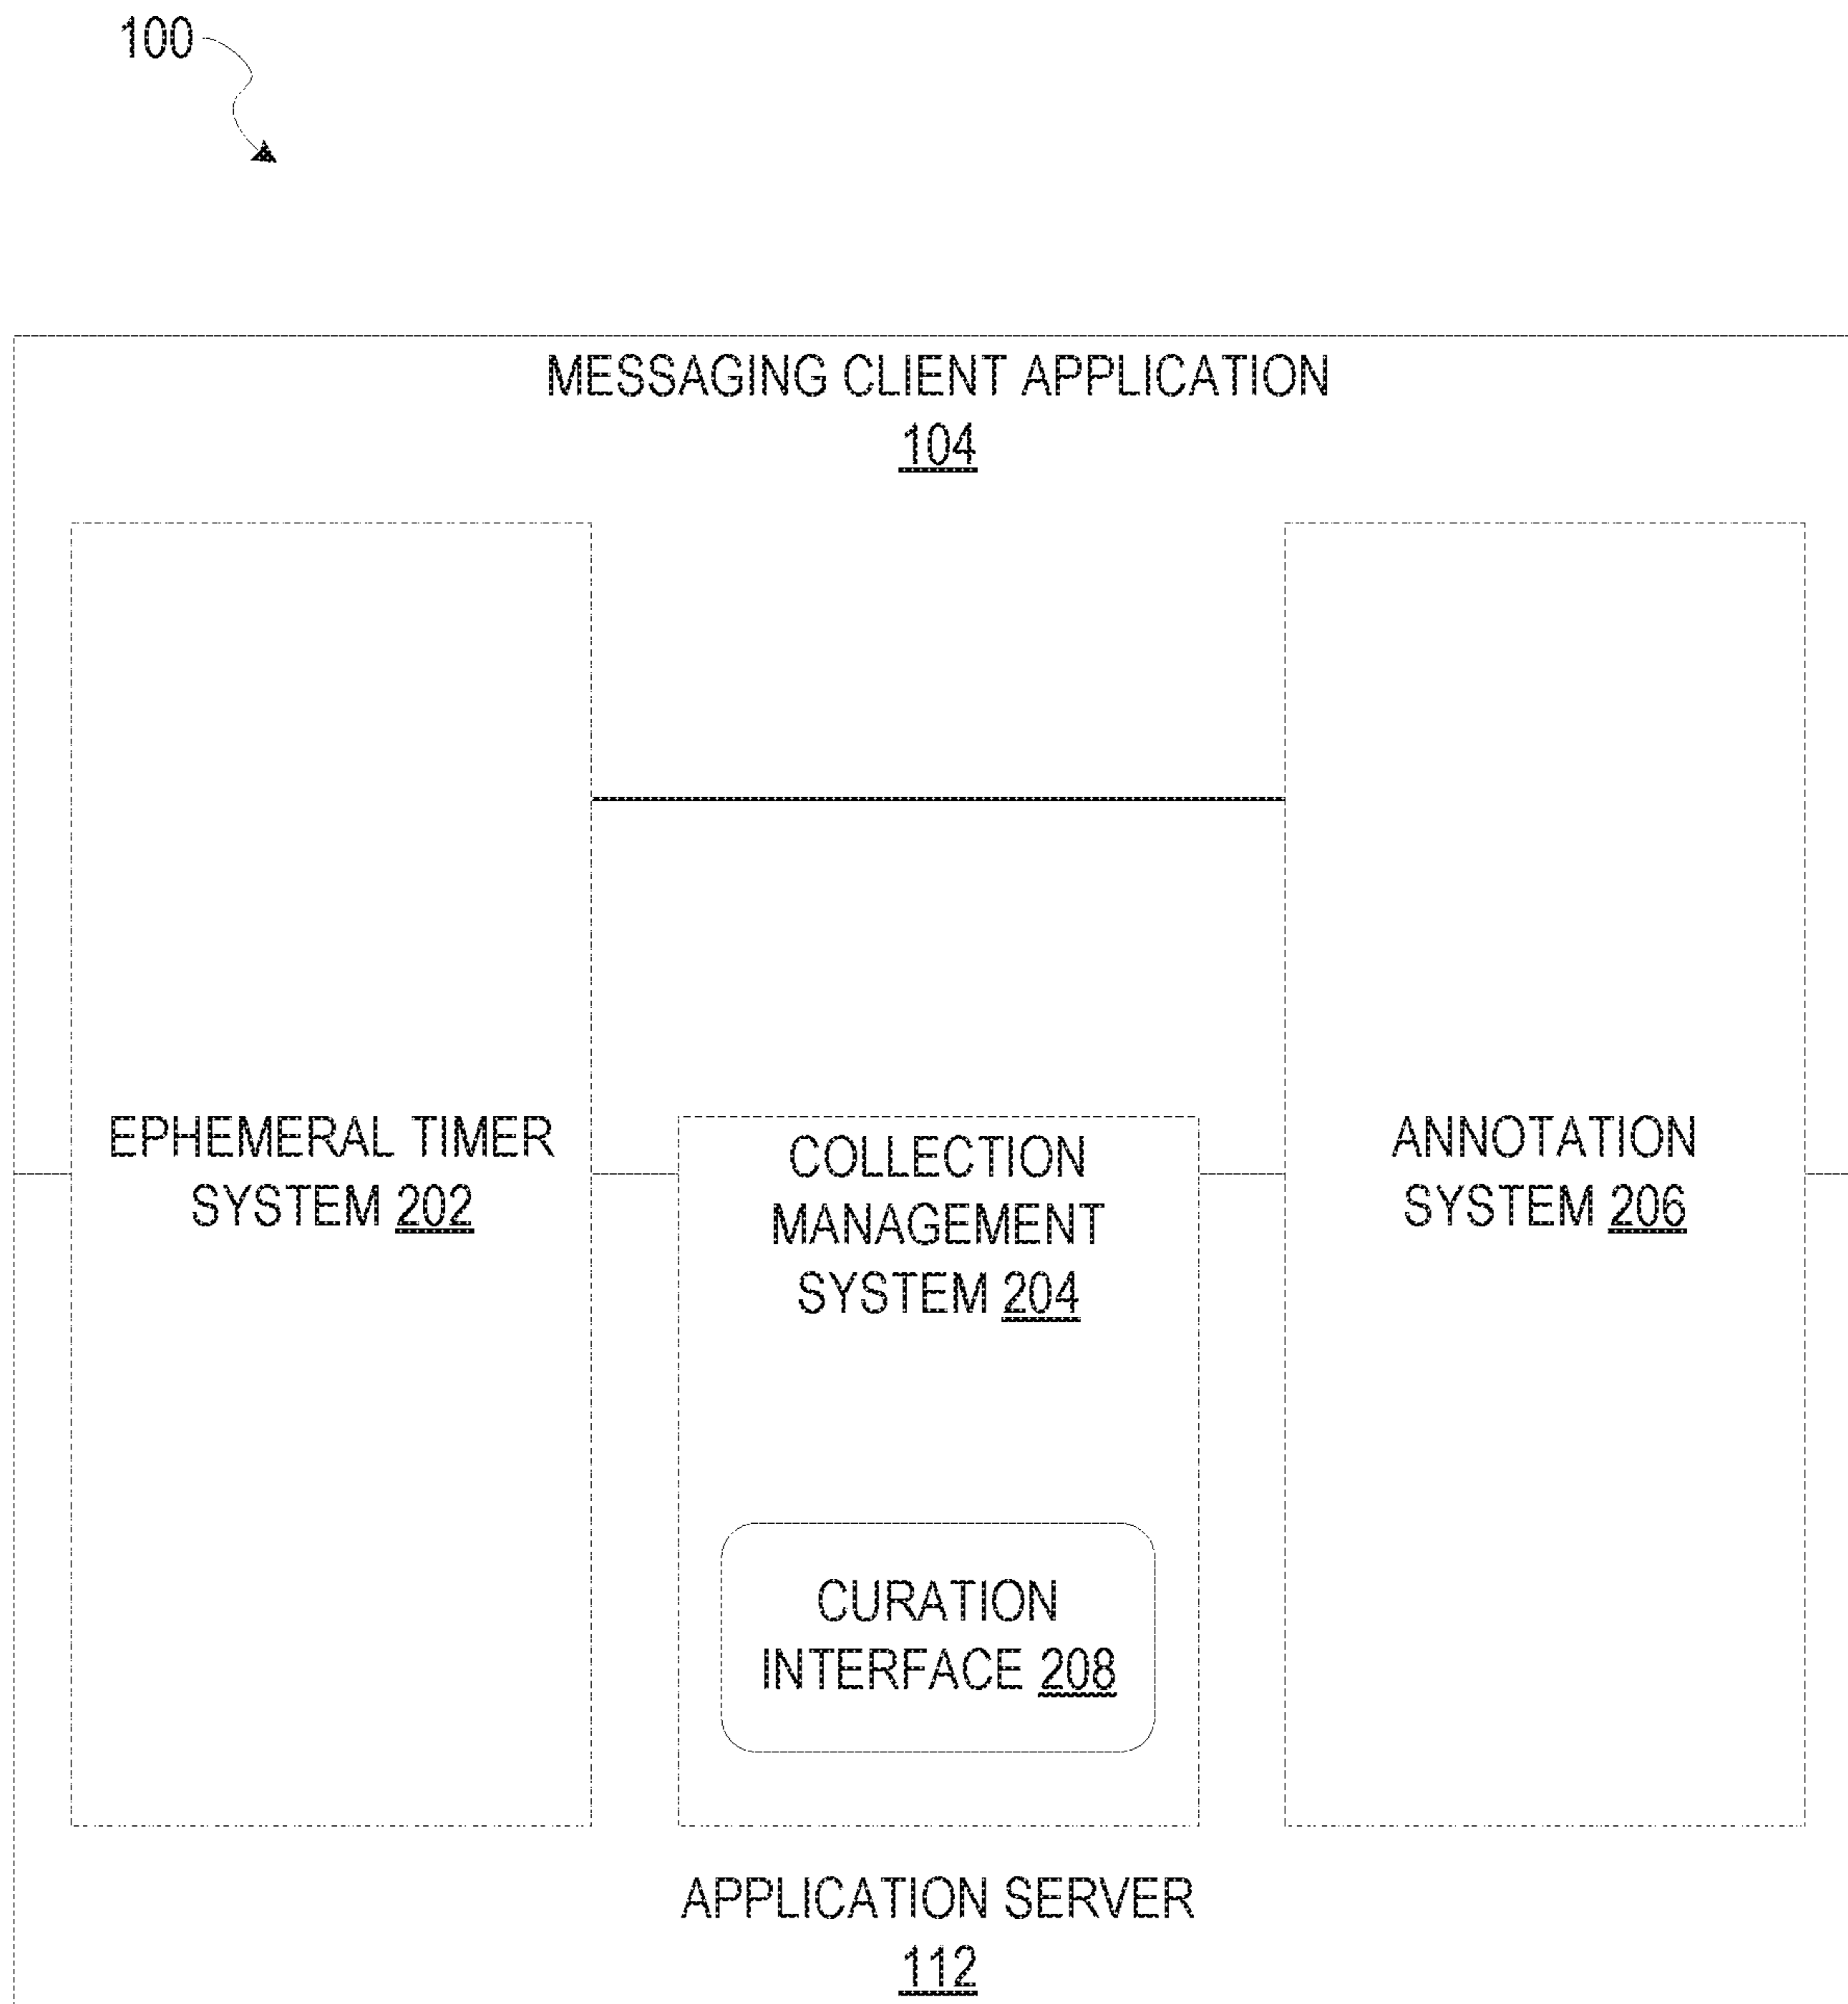 100
MESSAGING CLIENT APPLICATION
104
EPHEMERAL TIMER
SYSTEM 202
COLLECTION
MANAGEMENT
SYSTEM 204
ANNOTATION
SYSTEM 206
CURATION
INTERFACE 208
APPLICATION SERVER
112